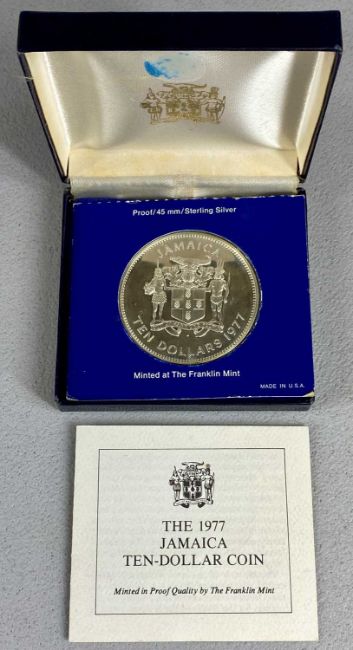 Proof/45 mm/Sterling Silver
JAMAICA
TEN DOLLARS 1977
Minted at The Franklin Mint
MADE IN U.S.A.
THE 1977
JAMAICA
TEN-DOLLAR COIN
Minted in Proof Quality by The Franklin Mint